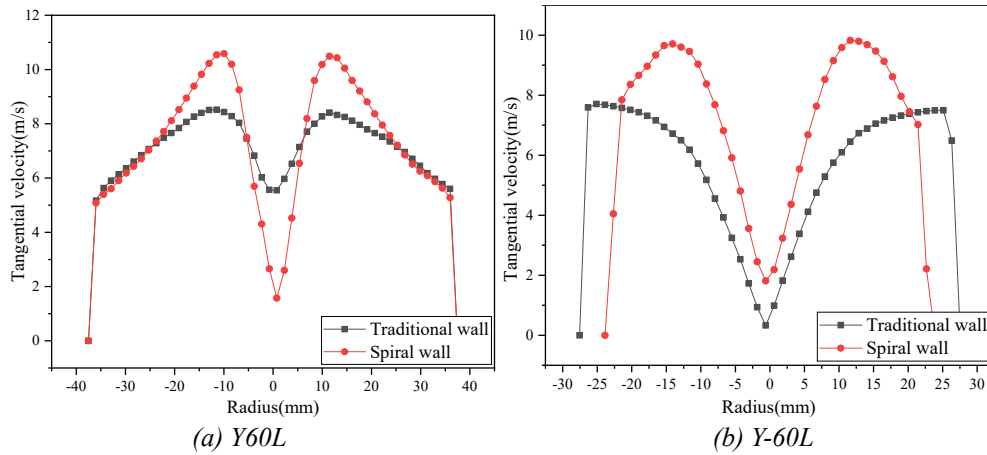 12
10
8
6
4
2
0
Tangential velocity(m/s)
-40 -30 -20 -10 0 10 20 30 40
Radius(mm)
Traditional wall
Spiral wall
(a) Y60L
10
8
6
4
2
0
Tangential velocity(m/s)
-30 -25 -20 -15 -10 -5 0 5 10 15 20 25 30
Radius(mm)
Traditional wall
Spiral wall
(b) Y-60L